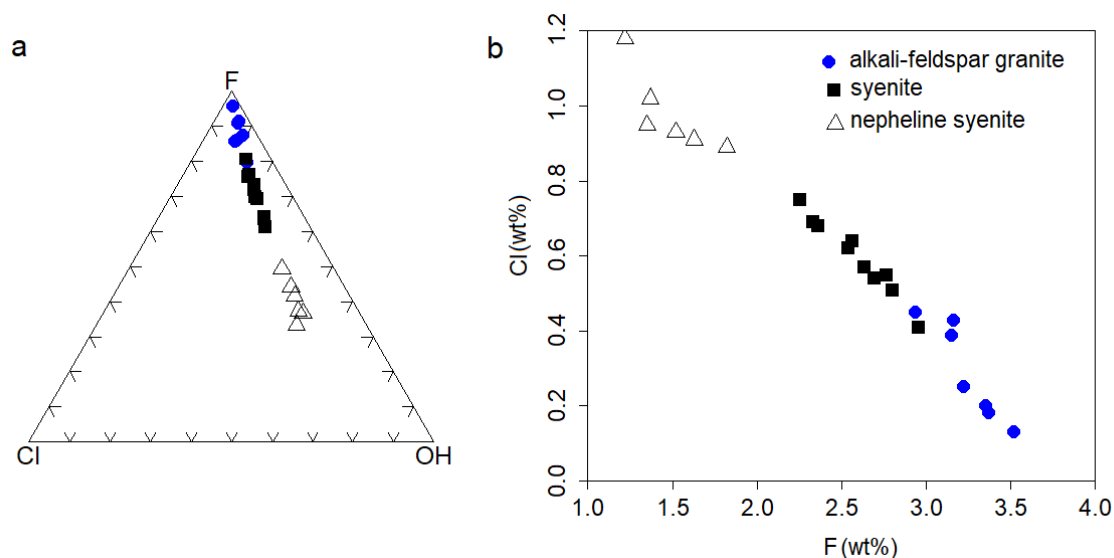 a
F
Cl
OH
b
1.2
1.0
0.8
0.6
0.4
0.2
0.0
Cl (wt%)
alkali-feldspar granite
syenite
nepheline syenite
1.0 1.5 2.0 2.5 3.0 3.5 4.0
F (wt%)